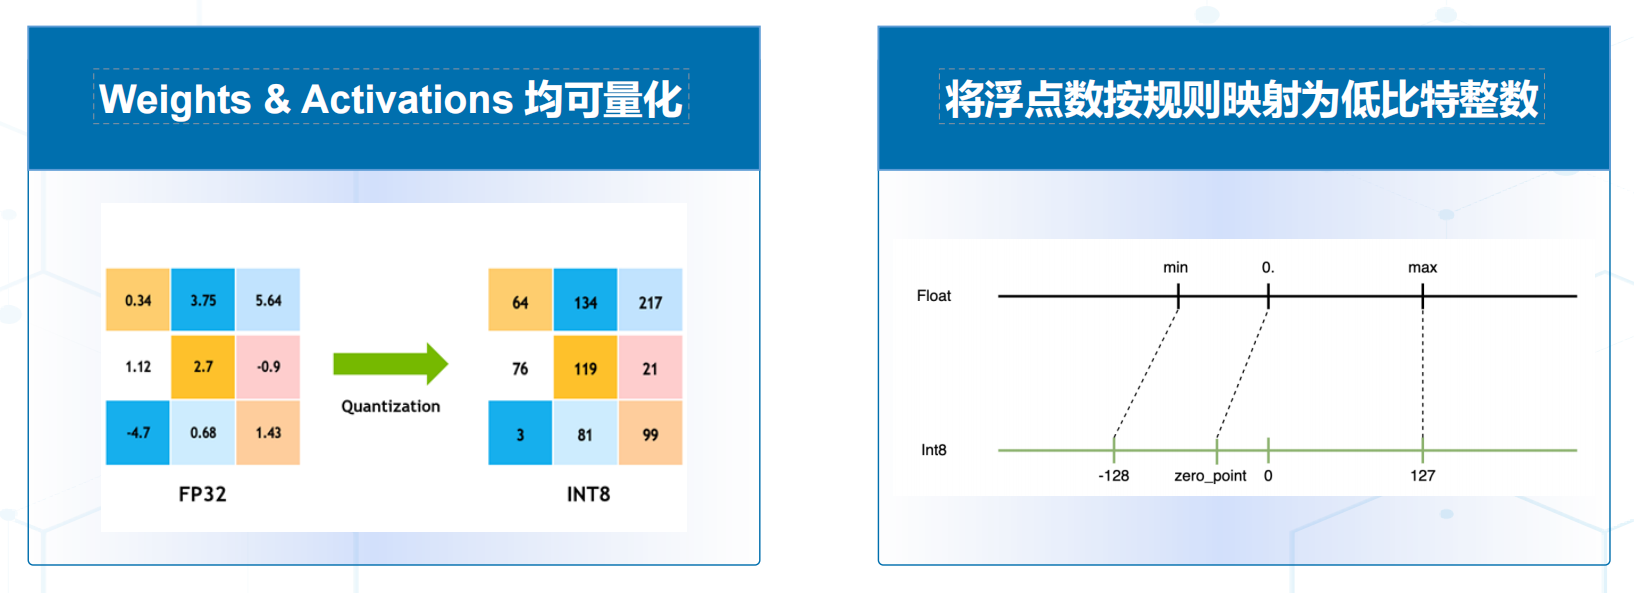 Weights & Activations 均可量化
0.34 3.75 5.64
1.12 2.7 -0.9
-4.7 0.68 1.43
FP32
Quantization
64 134 217
76 119 21
3 81 99
INT8
将浮点数按规则映射为低比特整数
min 0. max
Float
Int8
-128 zero_point 0 127